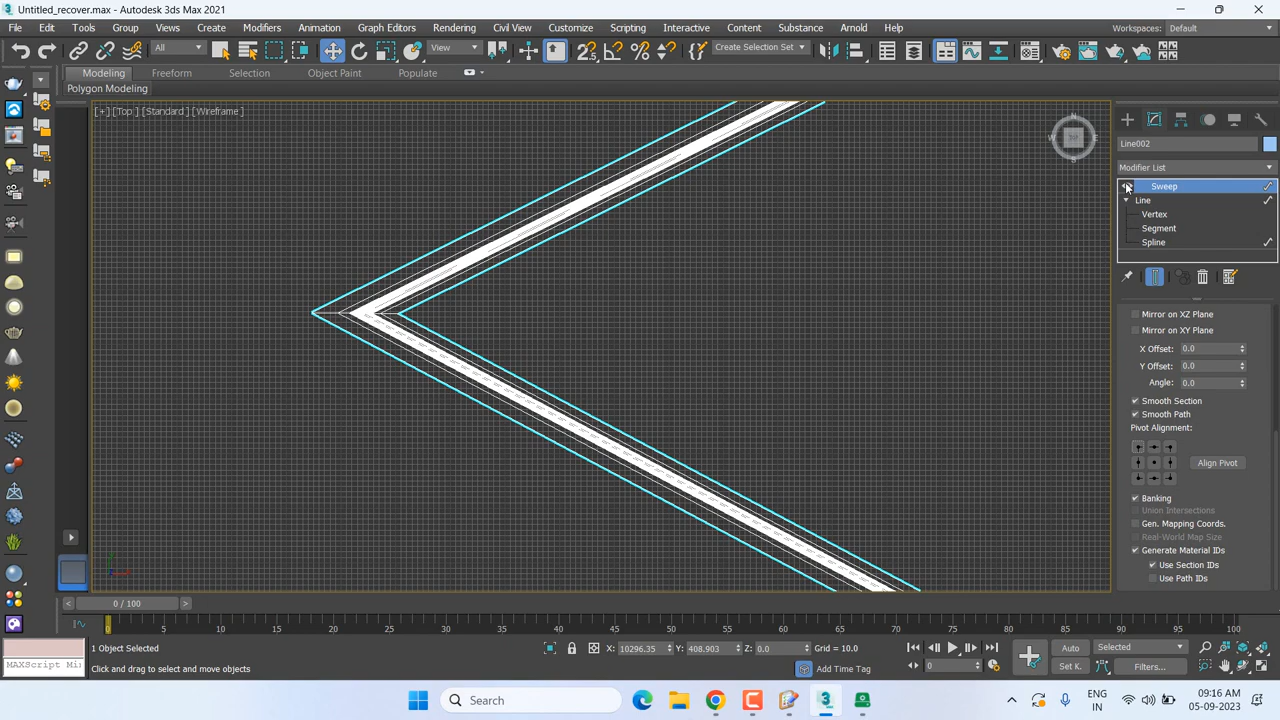 Untitled_recover.max - Autodesk 3ds Max 2021
File Edit Tools Group Views Create Modifiers Animation Graph Editors Rendering Civil View Customize Scripting Interactive Content Substance Arnold Help
Workspaces: Default
All View Create Selection Set
Modeling Freeform Selection Object Paint Populate
Polygon Modeling
[+] [Top ] [Standard ] [Wireframe ]
Line002
Modifier List
Sweep
Line
Vertex
Segment
Spline
Mirror on XZ Plane
Mirror on XY Plane
X Offset: 0.0
Y Offset: 0.0
Angle: 0.0
Smooth Section
Smooth Path
Pivot Alignment:
Align Pivot
Banking
Union Intersections
Gen. Mapping Coords.
Real-World Map Size
Generate Material IDs
Use Section IDs
Use Path IDs
< 0 / 100 >
0 5 10 15 20 25 30 35 40 45 50 55 60 65 70 75 80 85 90 95 100
1 Object Selected X: 10296.35 Y: 408.903 Z: 0.0 Grid = 10.0 Auto Selected
MAXScript Mi Click and drag to select and move objects Add Time Tag 0 Set K. Filters...
Search
ENG
IN
09:16 AM
05-09-2023